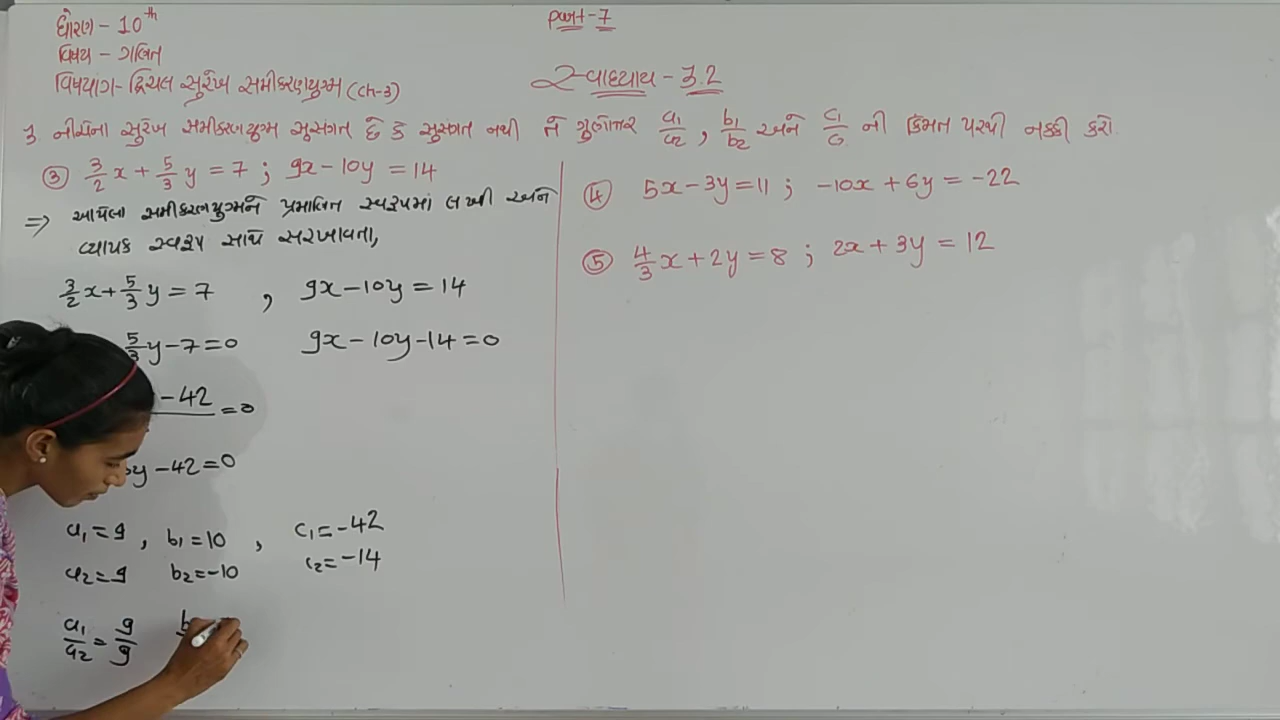 ધોરણ - 10th
વિષય - ગણિત
વિષયાંગ - દ્વિચલ સુરેખ સમીકરણયુગ્મ (ch-3)
part-7
સ્વાધ્યાય - 3.2
3 નીચેના સુરેખ સમીકરણયુગ્મ સુસંગત છે કે સુસંગત નથી તે ગુણોત્તર a₁/a₂ , b₁/b₂ અને c₁/c₂ ની કિંમત પરથી નક્કી કરો.
③ 3/2 x + 5/3 y = 7 ; 9x - 10y = 14
⇒ આપેલા સમીકરણયુગ્મને પ્રમાણિત સ્વરૂપમાં લખી અને
વ્યાપક સ્વરૂપ સાથે સરખાવતા,
3/2 x + 5/3 y = 7 , 9x - 10y = 14
5/3 y - 7 = 0 9x - 10y - 14 = 0
- 42 = 0
y - 42 = 0
a₁ = 9 , b₁ = 10 , c₁ = -42
a₂ = 9 b₂ = -10 c₂ = -14
a₁/a₂ = 9/9 b
④ 5x - 3y = 11 ; -10x + 6y = -22
⑤ 4/3 x + 2y = 8 ; 2x + 3y = 12